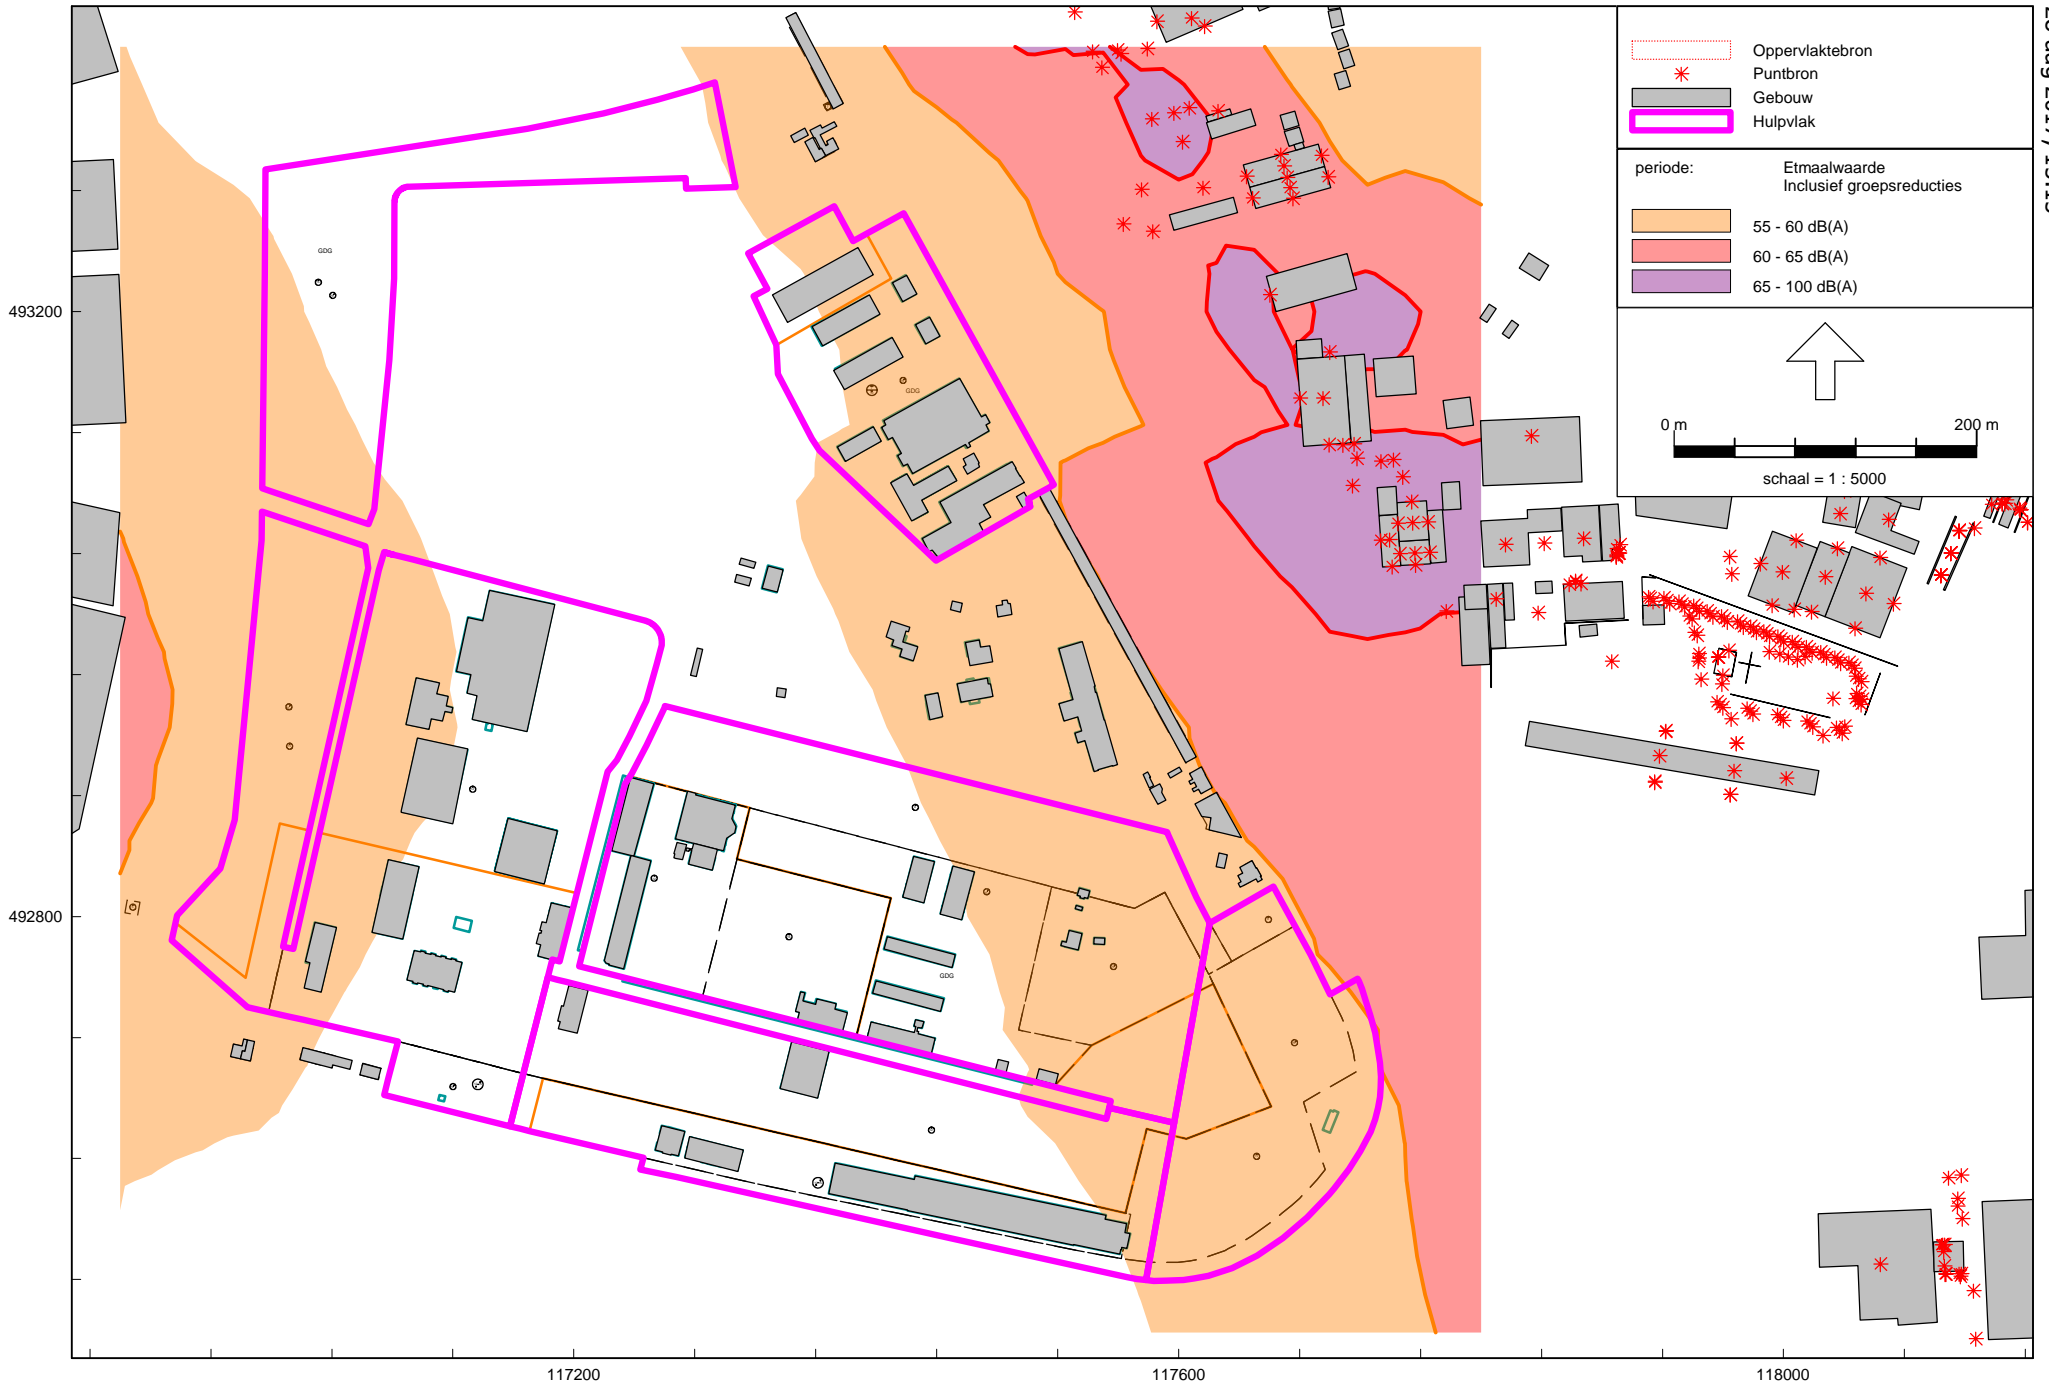 Oppervlaktebron
Puntbron
Gebouw
Hulpvlak
periode:
Etmaalwaarde
Inclusief groepsreducties
55 - 60 dB(A)
60 - 65 dB(A)
65 - 100 dB(A)
0 m
200 m
schaal = 1 : 5000
GDG
GDG
GDG
493200
492800
117200
117600
118000